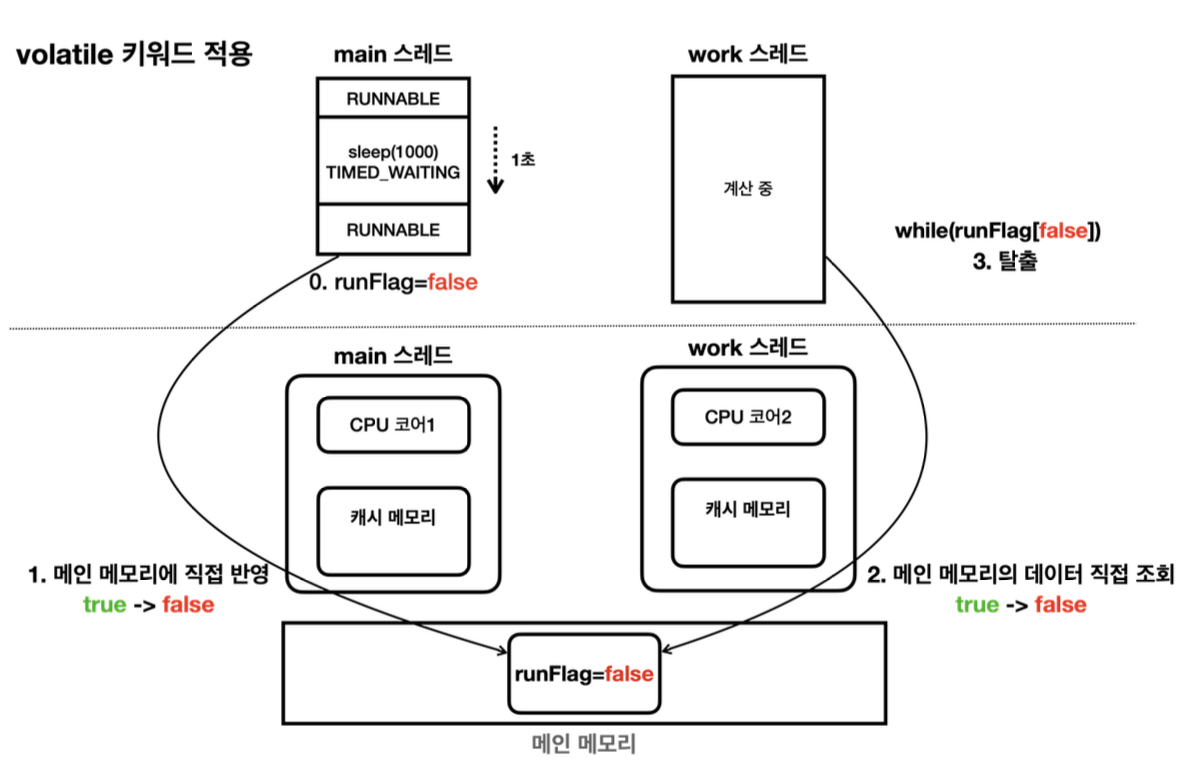 volatile 키워드 적용
main 스레드
RUNNABLE
sleep(1000)
TIMED_WAITING
RUNNABLE
1초
0. runFlag=false
work 스레드
계산 중
while(runFlag[false])
3. 탈출
main 스레드
CPU 코어1
캐시 메모리
work 스레드
CPU 코어2
캐시 메모리
1. 메인 메모리에 직접 반영
true -> false
2. 메인 메모리의 데이터 직접 조회
true -> false
runFlag=false
메인 메모리